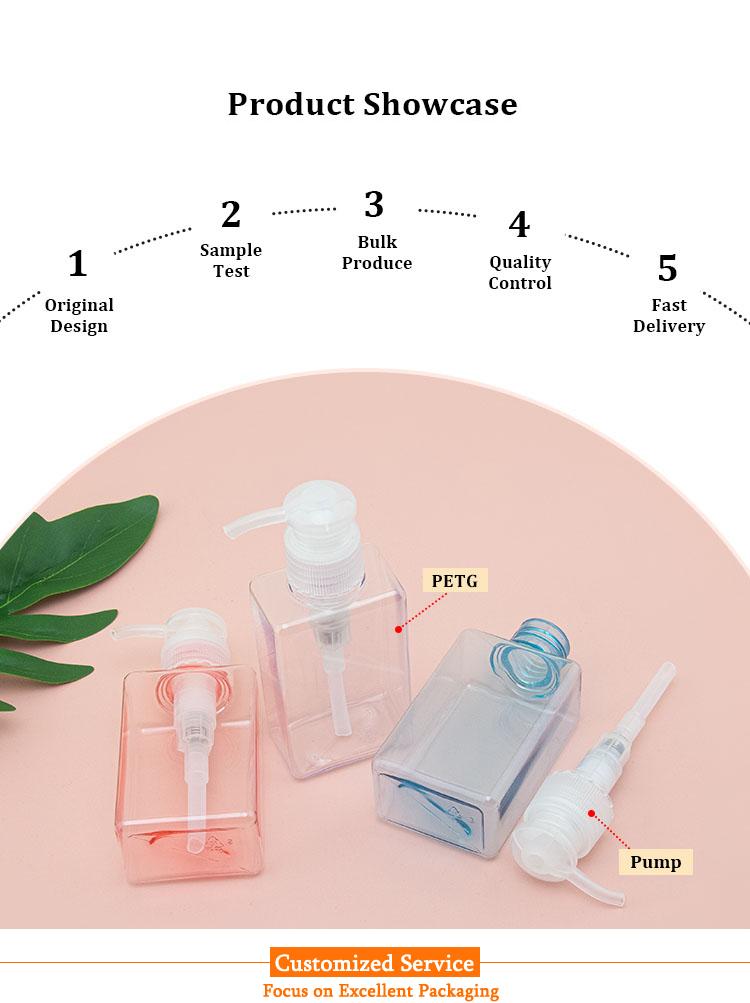 Product Showcase
1
Original
Design
2
Sample
Test
3
Bulk
Produce
4
Quality
Control
5
Fast
Delivery
PETG
Pump
Customized Service
Focus on Excellent Packaging